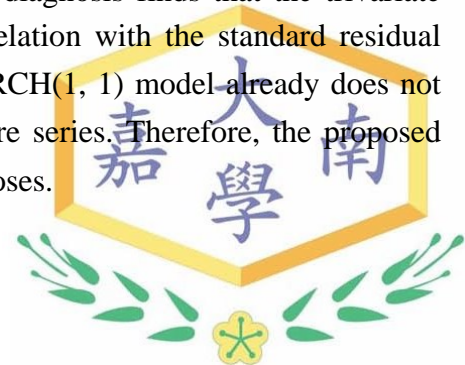 diagnosis finds that the trivariate
elation with the standard residual
RCH(1, 1) model already does not
re series. Therefore, the proposed
oses.
大
嘉 南
學